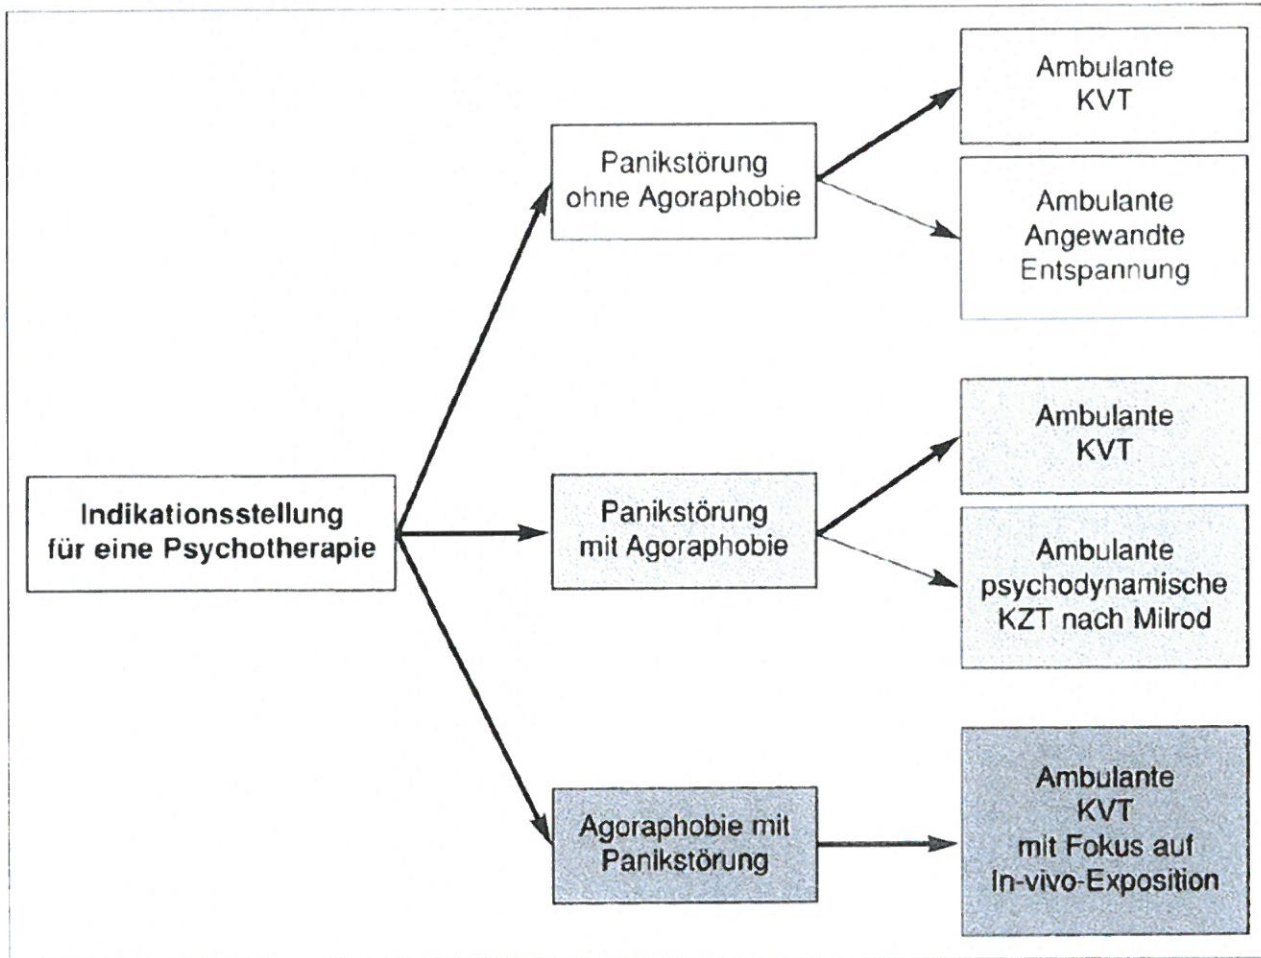 Indikationsstellung
für eine Psychotherapie
Panikstörung
ohne Agoraphobie
Ambulante
KVT
Ambulante
Angewandte
Entspannung
Panikstörung
mit Agoraphobie
Ambulante
KVT
Ambulante
psychodynamische
KZT nach Milrod
Agoraphobie mit
Panikstörung
Ambulante
KVT
mit Fokus auf
In-vivo-Exposition